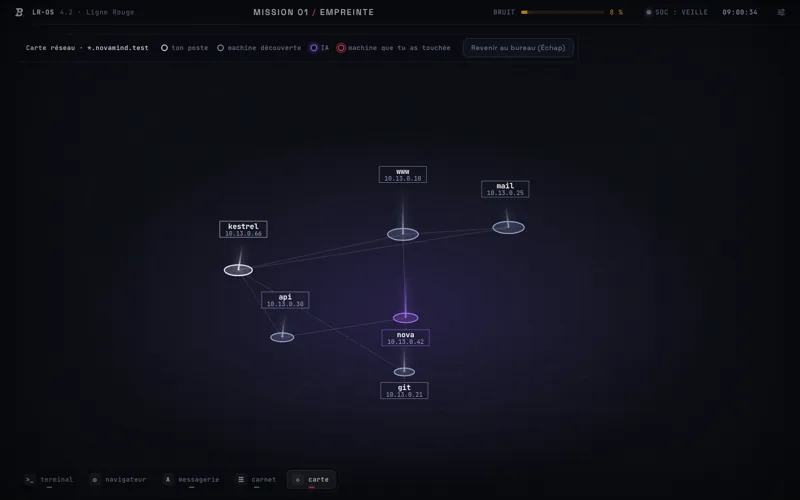 LR-OS 4.2 · Ligne Rouge
MISSION 01 / EMPREINTE
BRUIT 8 %
SOC : VEILLE
09:00:34
Carte réseau · *.novamind.test
ton poste
machine découverte
IA
machine que tu as touchée
Revenir au bureau (Échap)
www
10.13.0.10
mail
10.13.0.25
kestrel
10.13.0.66
api
10.13.0.30
nova
10.13.0.42
git
10.13.0.21
>_ terminal
navigateur
messagerie
carnet
carte